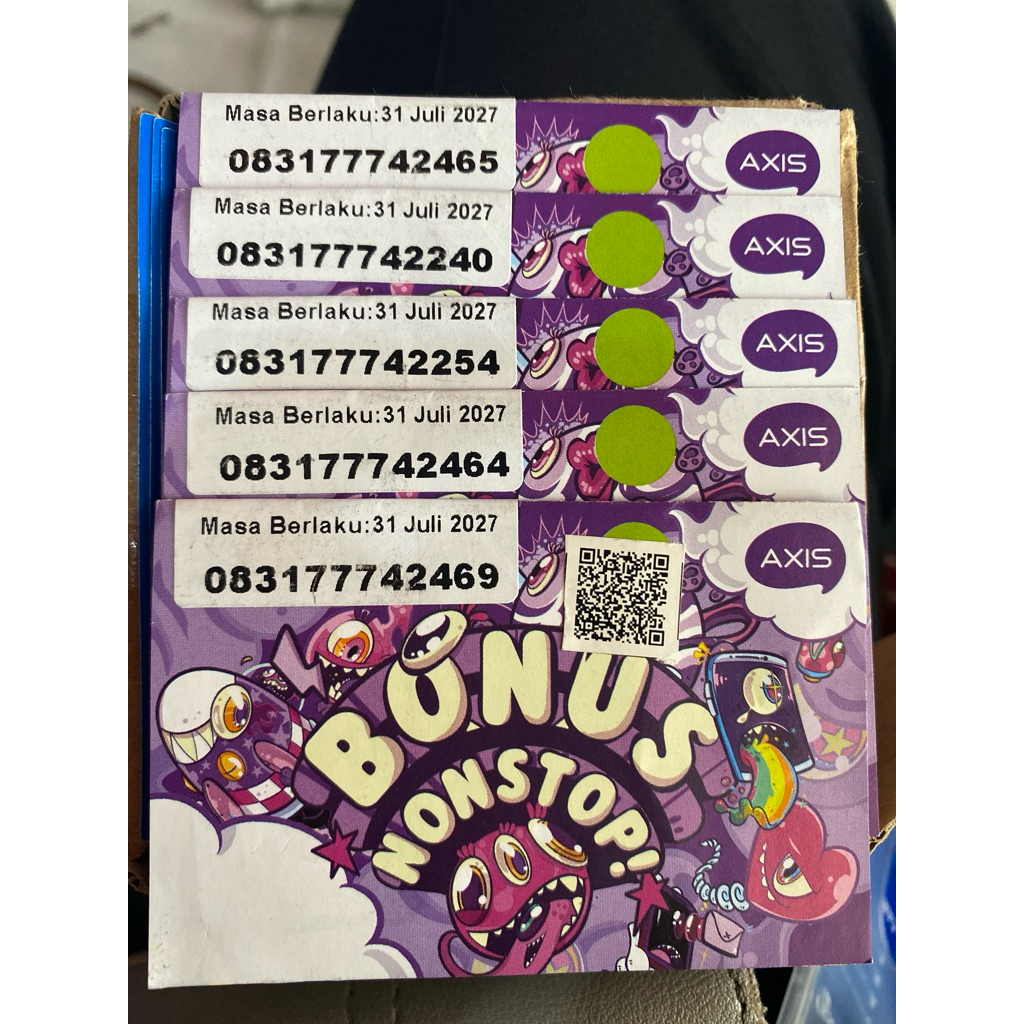 Masa Berlaku:31 Juli 2027
083177742465
AXIS
Masa Berlaku:31 Juli 2027
083177742240
AXIS
Masa Berlaku:31 Juli 2027
083177742254
AXIS
Masa Berlaku:31 Juli 2027
083177742464
AXIS
Masa Berlaku:31 Juli 2027
083177742469
AXIS
BONUS
NONSTOP!